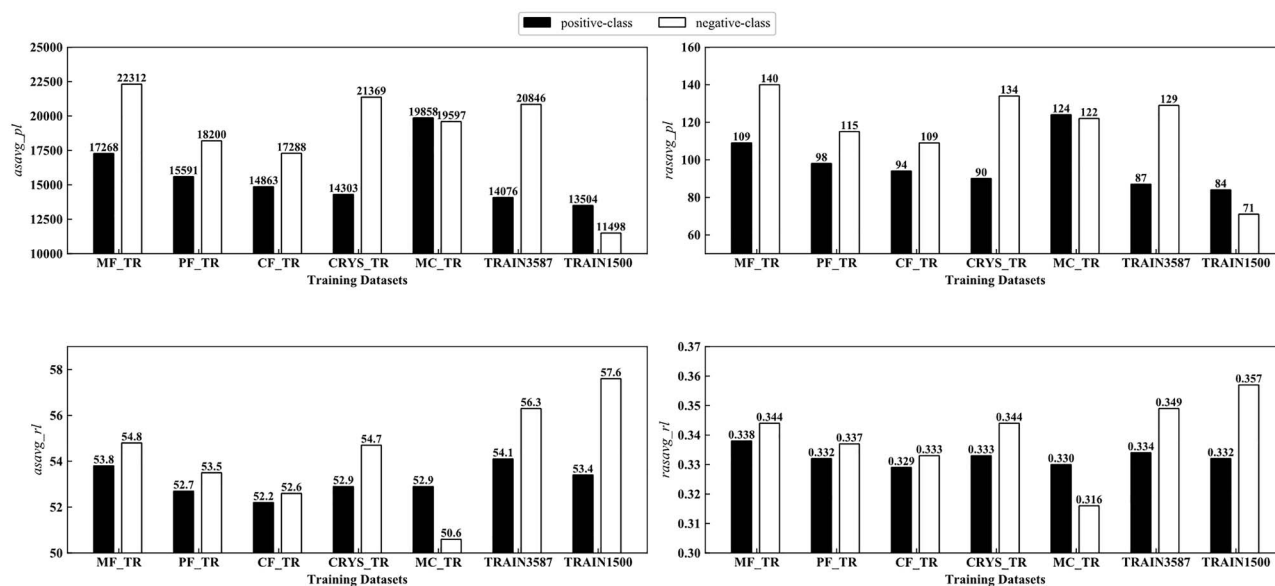 positive-class negative-class
asavg_pl
25000
22500
20000
17500
15000
12500
10000
17268 22312 15591 18200 14863 17288 14303 21369 19858 19597 14076 20846 13504 11498
MF_TR PF_TR CF_TR CRYS_TR MC_TR TRAIN3587 TRAIN1500
Training Datasets
rasavg_pl
160
140
120
100
80
60
109 140 98 115 94 109 90 134 124 122 87 129 84 71
MF_TR PF_TR CF_TR CRYS_TR MC_TR TRAIN3587 TRAIN1500
Training Datasets
asavg_rl
58
56
54
52
50
53.8 54.8 52.7 53.5 52.2 52.6 52.9 54.7 52.9 50.6 54.1 56.3 53.4 57.6
MF_TR PF_TR CF_TR CRYS_TR MC_TR TRAIN3587 TRAIN1500
Training Datasets
rasavg_rl
0.37
0.36
0.35
0.34
0.33
0.32
0.31
0.30
0.338 0.344 0.332 0.337 0.329 0.333 0.333 0.344 0.330 0.316 0.334 0.349 0.332 0.357
MF_TR PF_TR CF_TR CRYS_TR MC_TR TRAIN3587 TRAIN1500
Training Datasets